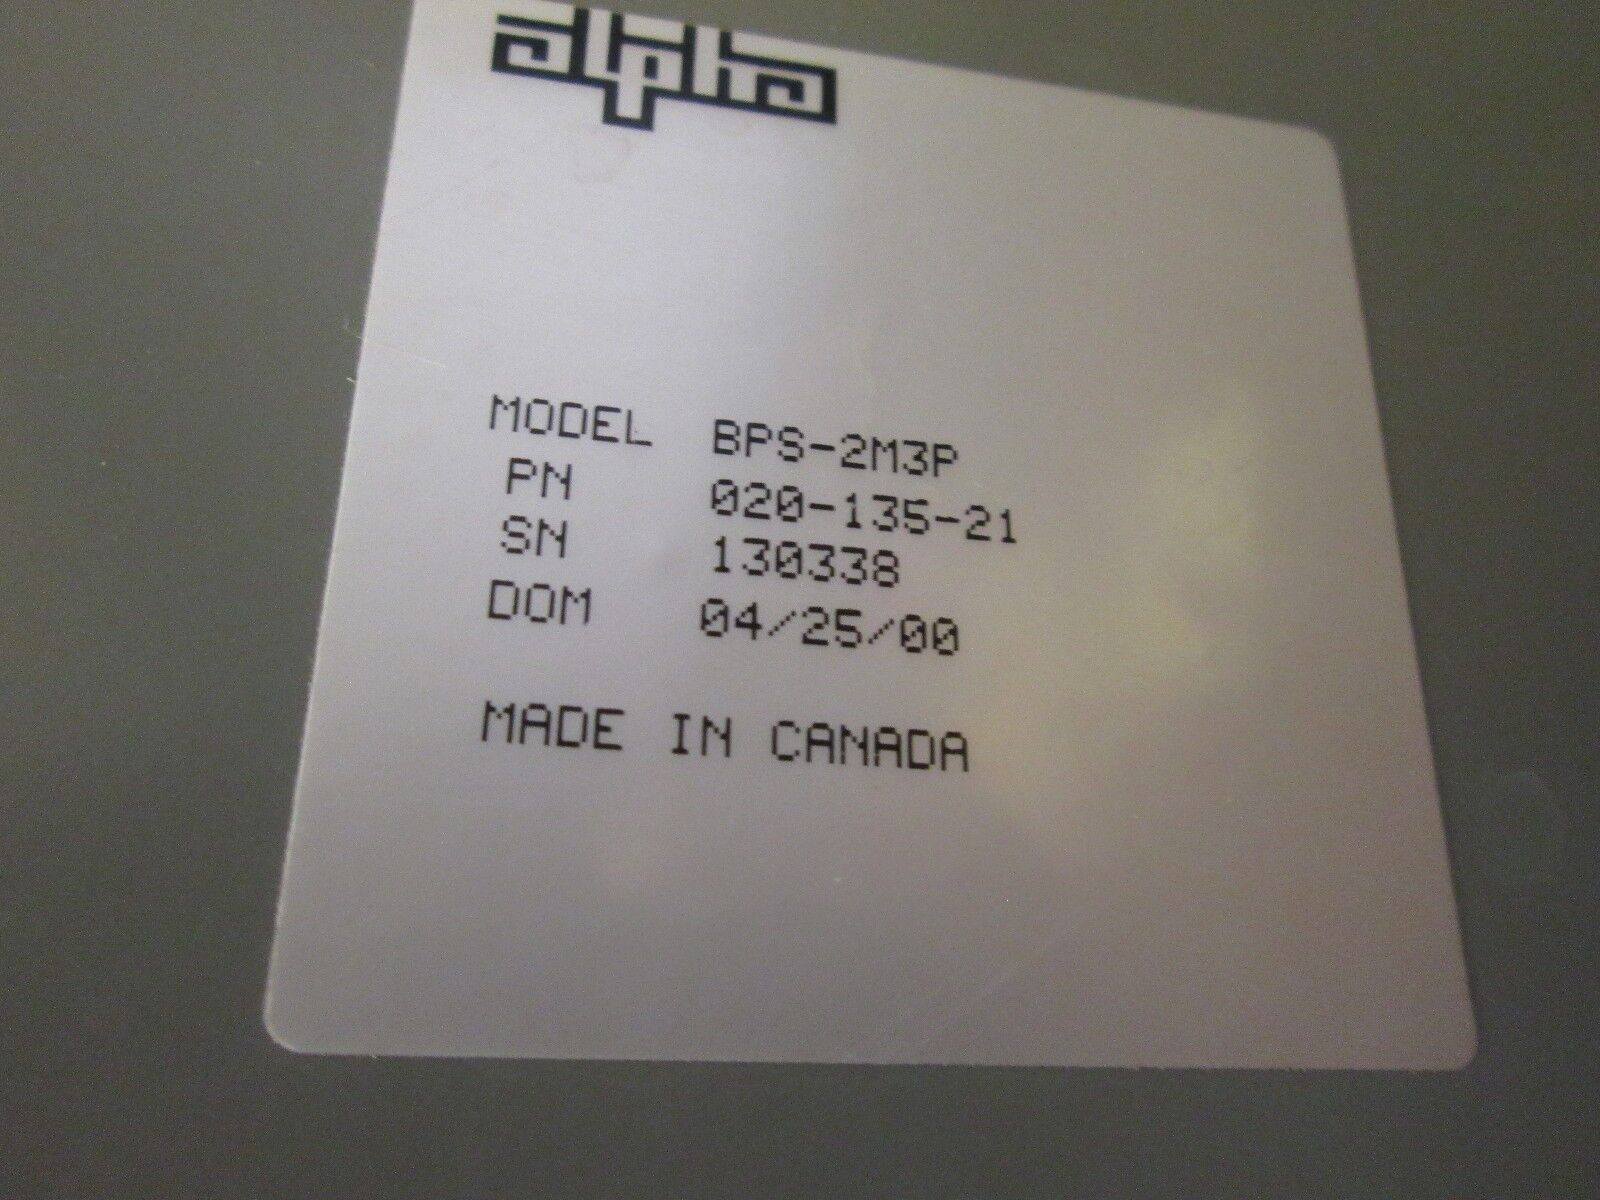 alpha
MODEL BPS-2M3P
PN 020-135-21
SN 130338
DOM 04/25/00
MADE IN CANADA